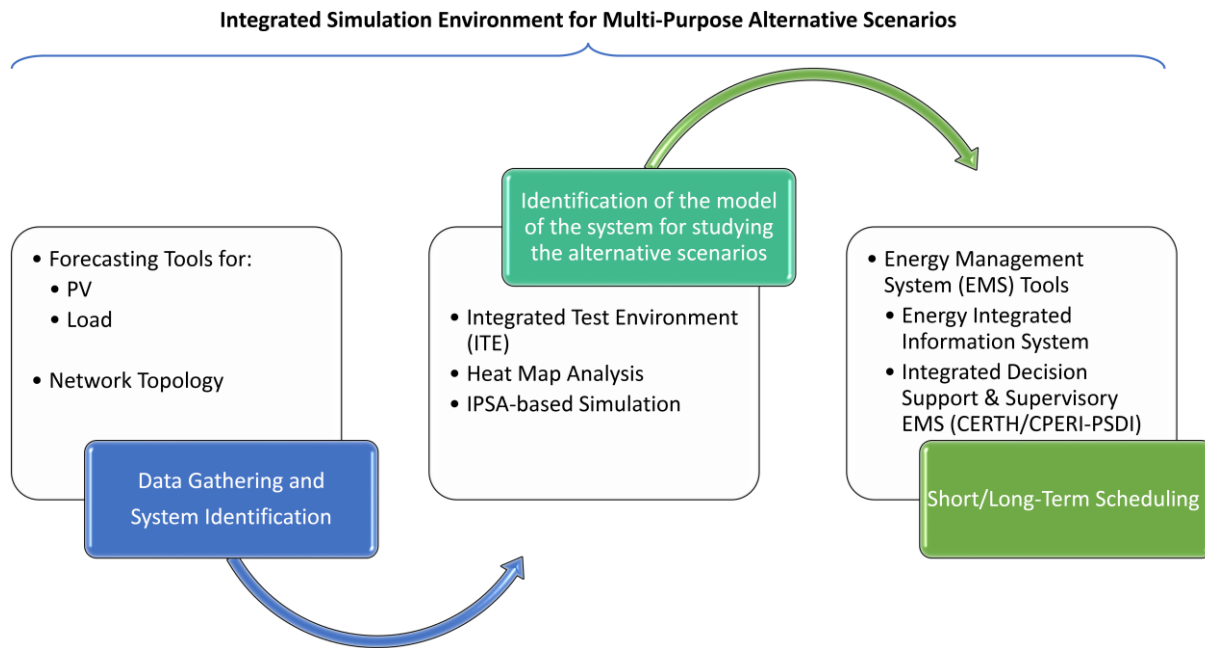 Integrated Simulation Environment for Multi-Purpose Alternative Scenarios
• Forecasting Tools for:
• PV
• Load
• Network Topology
Data Gathering and
System Identification
Identification of the model
of the system for studying
the alternative scenarios
• Integrated Test Environment
(ITE)
• Heat Map Analysis
• IPSA-based Simulation
• Energy Management
System (EMS) Tools
• Energy Integrated
Information System
• Integrated Decision
Support & Supervisory
EMS (CERTH/CPERI-PSDI)
Short/Long-Term Scheduling